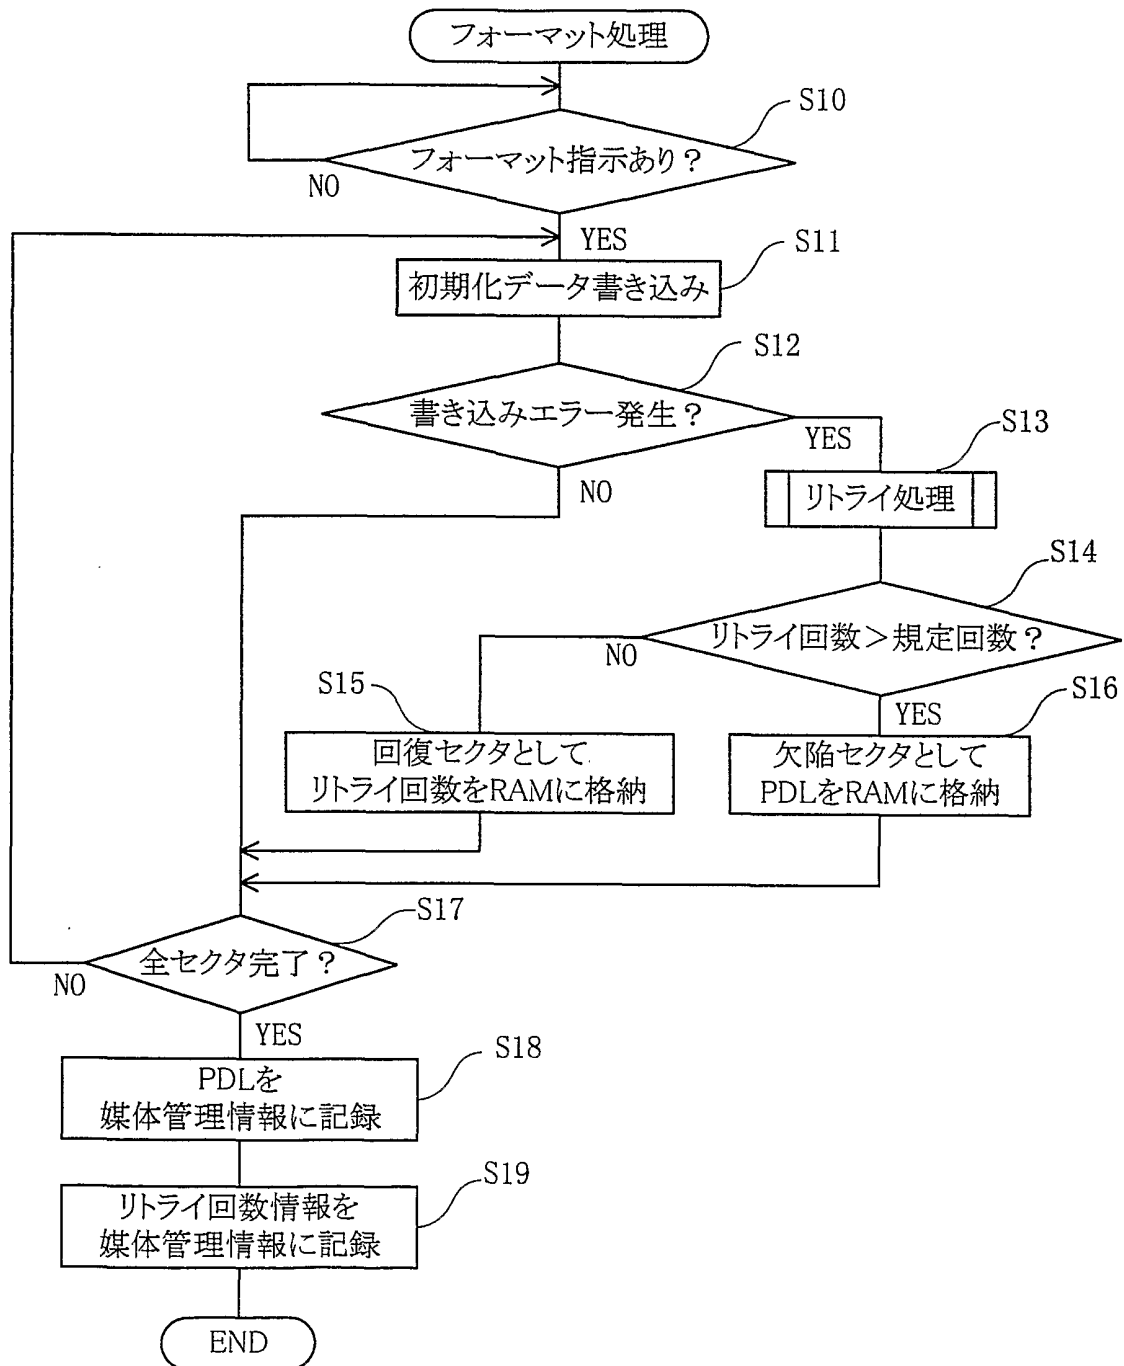 フォーマット処理
S10
フォーマット指示あり？
NO
YES
S11
初期化データ書き込み
S12
書き込みエラー発生？
YES
S13
NO
リトライ処理
S14
リトライ回数＞規定回数？
NO
S15
YES
S16
回復セクタとして
リトライ回数をRAMに格納
欠陥セクタとして
PDLをRAMに格納
S17
全セクタ完了？
NO
YES
S18
PDLを
媒体管理情報に記録
S19
リトライ回数情報を
媒体管理情報に記録
END